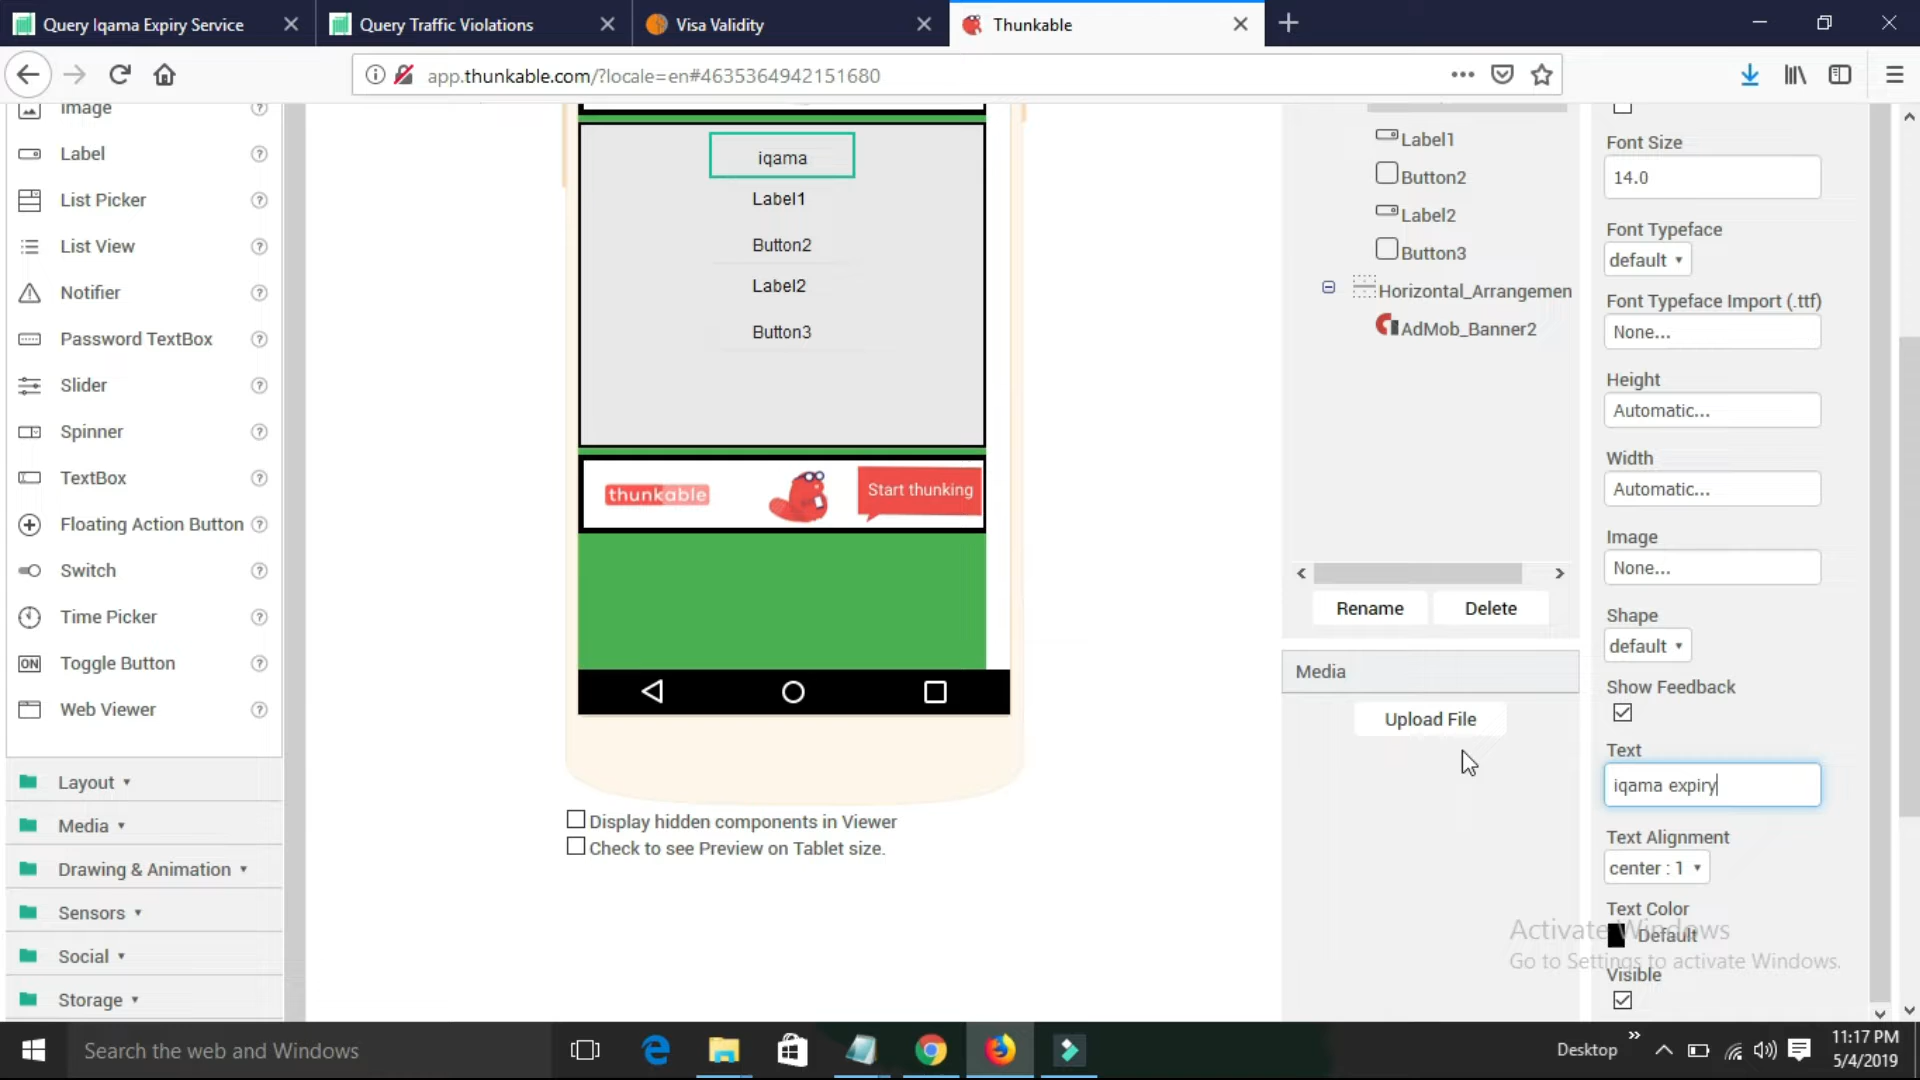 Query Iqama Expiry Service
Query Traffic Violations
Visa Validity
Thunkable
app.thunkable.com/?locale=en#4635364942151680
Image
Label
List Picker
List View
Notifier
Password TextBox
Slider
Spinner
TextBox
Floating Action Button
Switch
Time Picker
ON Toggle Button
Web Viewer
Layout
Media
Drawing & Animation
Sensors
Social
Storage
iqama
Label1
Button2
Label2
Button3
thunkable
Start thunking
Display hidden components in Viewer
Check to see Preview on Tablet size.
Label1
Button2
Label2
Button3
Horizontal_Arrangemen
AdMob_Banner2
Rename
Delete
Media
Upload File
Font Size
14.0
Font Typeface
default
Font Typeface Import (.ttf)
None...
Height
Automatic...
Width
Automatic...
Image
None...
Shape
default
Show Feedback
Text
iqama expiry
Text Alignment
center : 1
Text Color
Default
Visible
Activate Windows
Go to Settings to activate Windows.
Search the web and Windows
Desktop
11:17 PM
5/4/2019